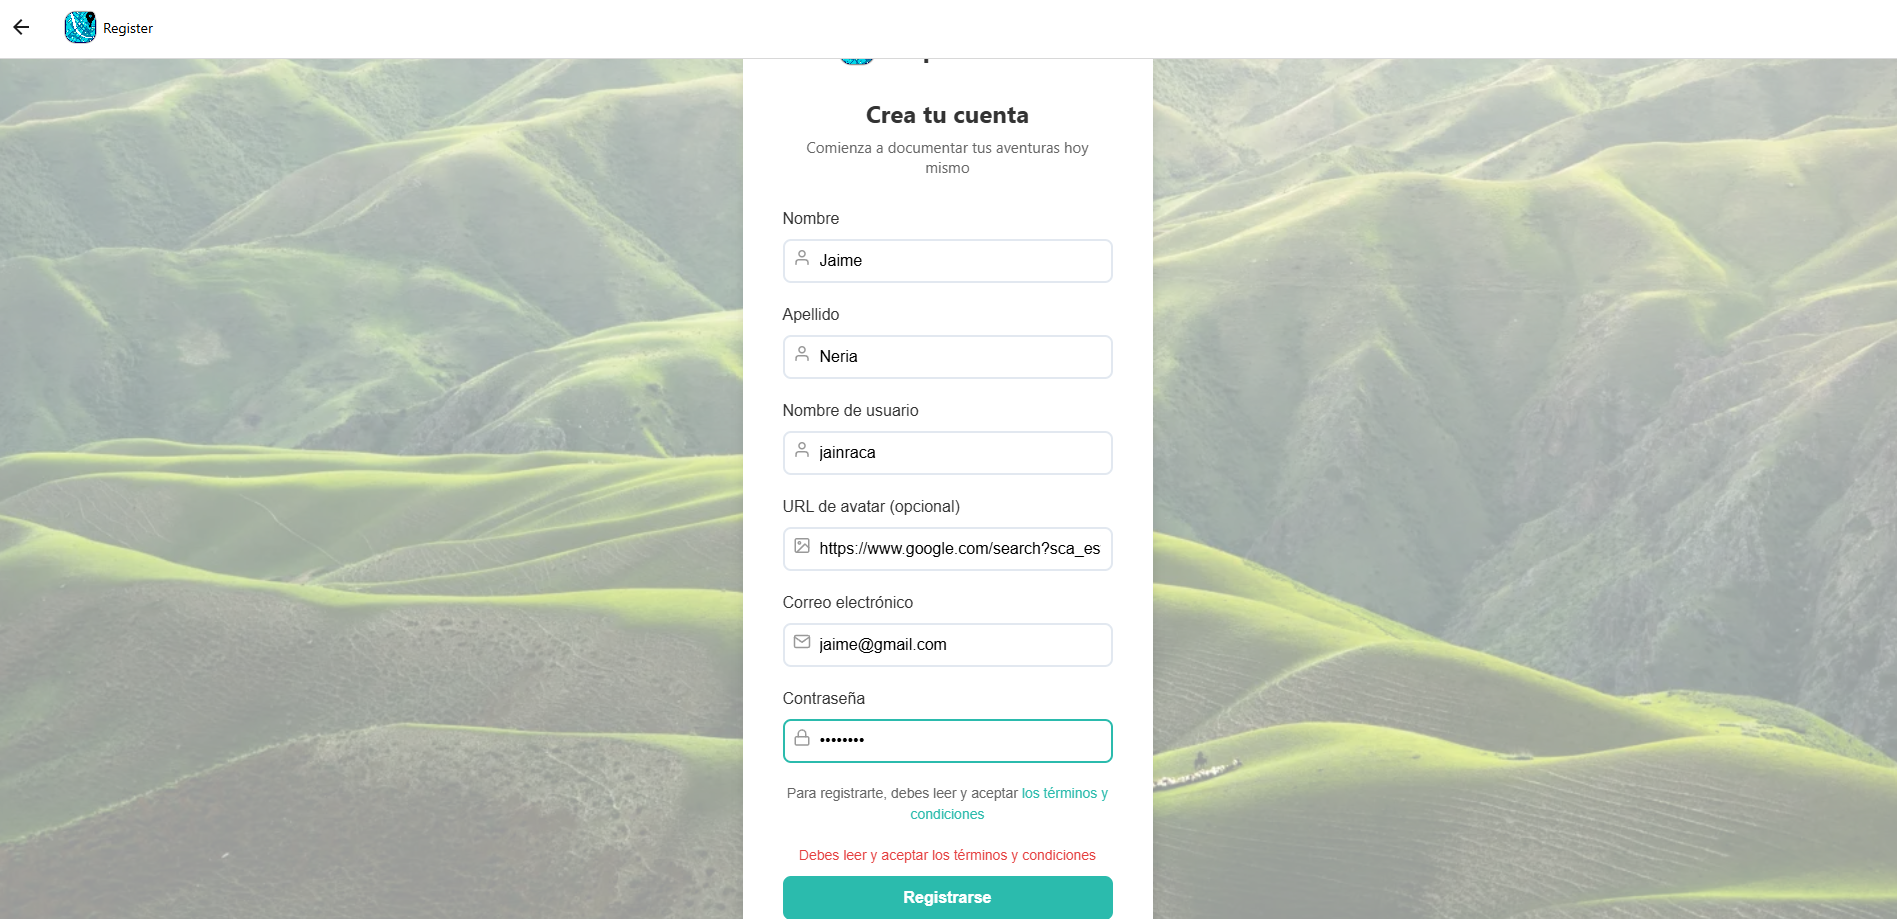 Register
Crea tu cuenta
Comienza a documentar tus aventuras hoy
mismo
Nombre
Jaime
Apellido
Neria
Nombre de usuario
jainraca
URL de avatar (opcional)
https://www.google.com/search?sca_es
Correo electrónico
jaime@gmail.com
Contraseña
••••••••
Para registrarte, debes leer y aceptar los términos y
condiciones
Debes leer y aceptar los términos y condiciones
Registrarse